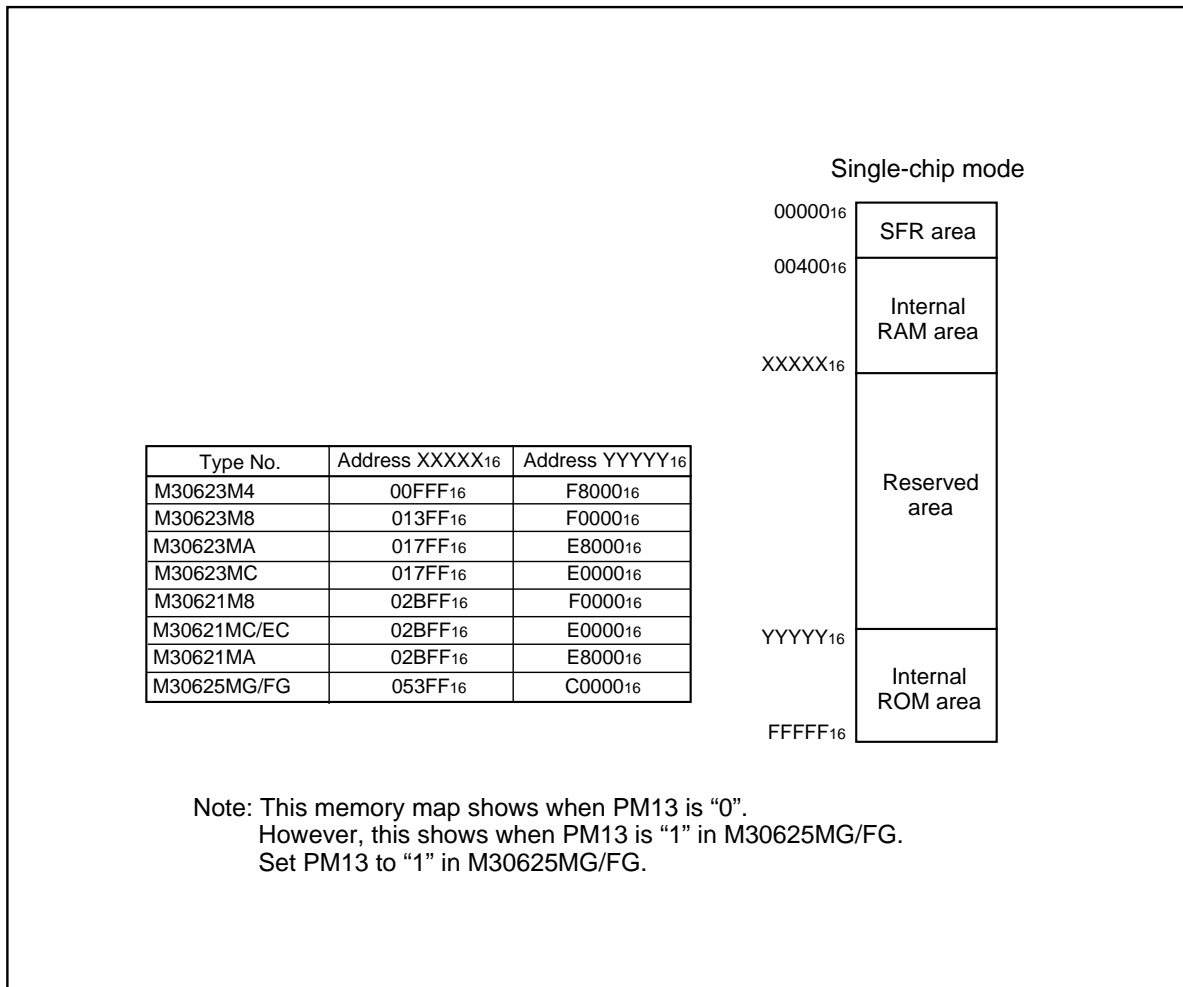 Single-chip mode
0000016
SFR area
0040016
Internal
RAM area
XXXXX16
Reserved
area
YYYYY16
Internal
ROM area
FFFFF16
Type No. Address XXXXX16 Address YYYYY16
M30623M4 00FFF16 F800016
M30623M8 013FF16 F000016
M30623MA 017FF16 E800016
M30623MC 017FF16 E000016
M30621M8 02BFF16 F000016
M30621MC/EC 02BFF16 E000016
M30621MA 02BFF16 E800016
M30625MG/FG 053FF16 C000016
Note: This memory map shows when PM13 is “0”.
However, this shows when PM13 is “1” in M30625MG/FG.
Set PM13 to “1” in M30625MG/FG.